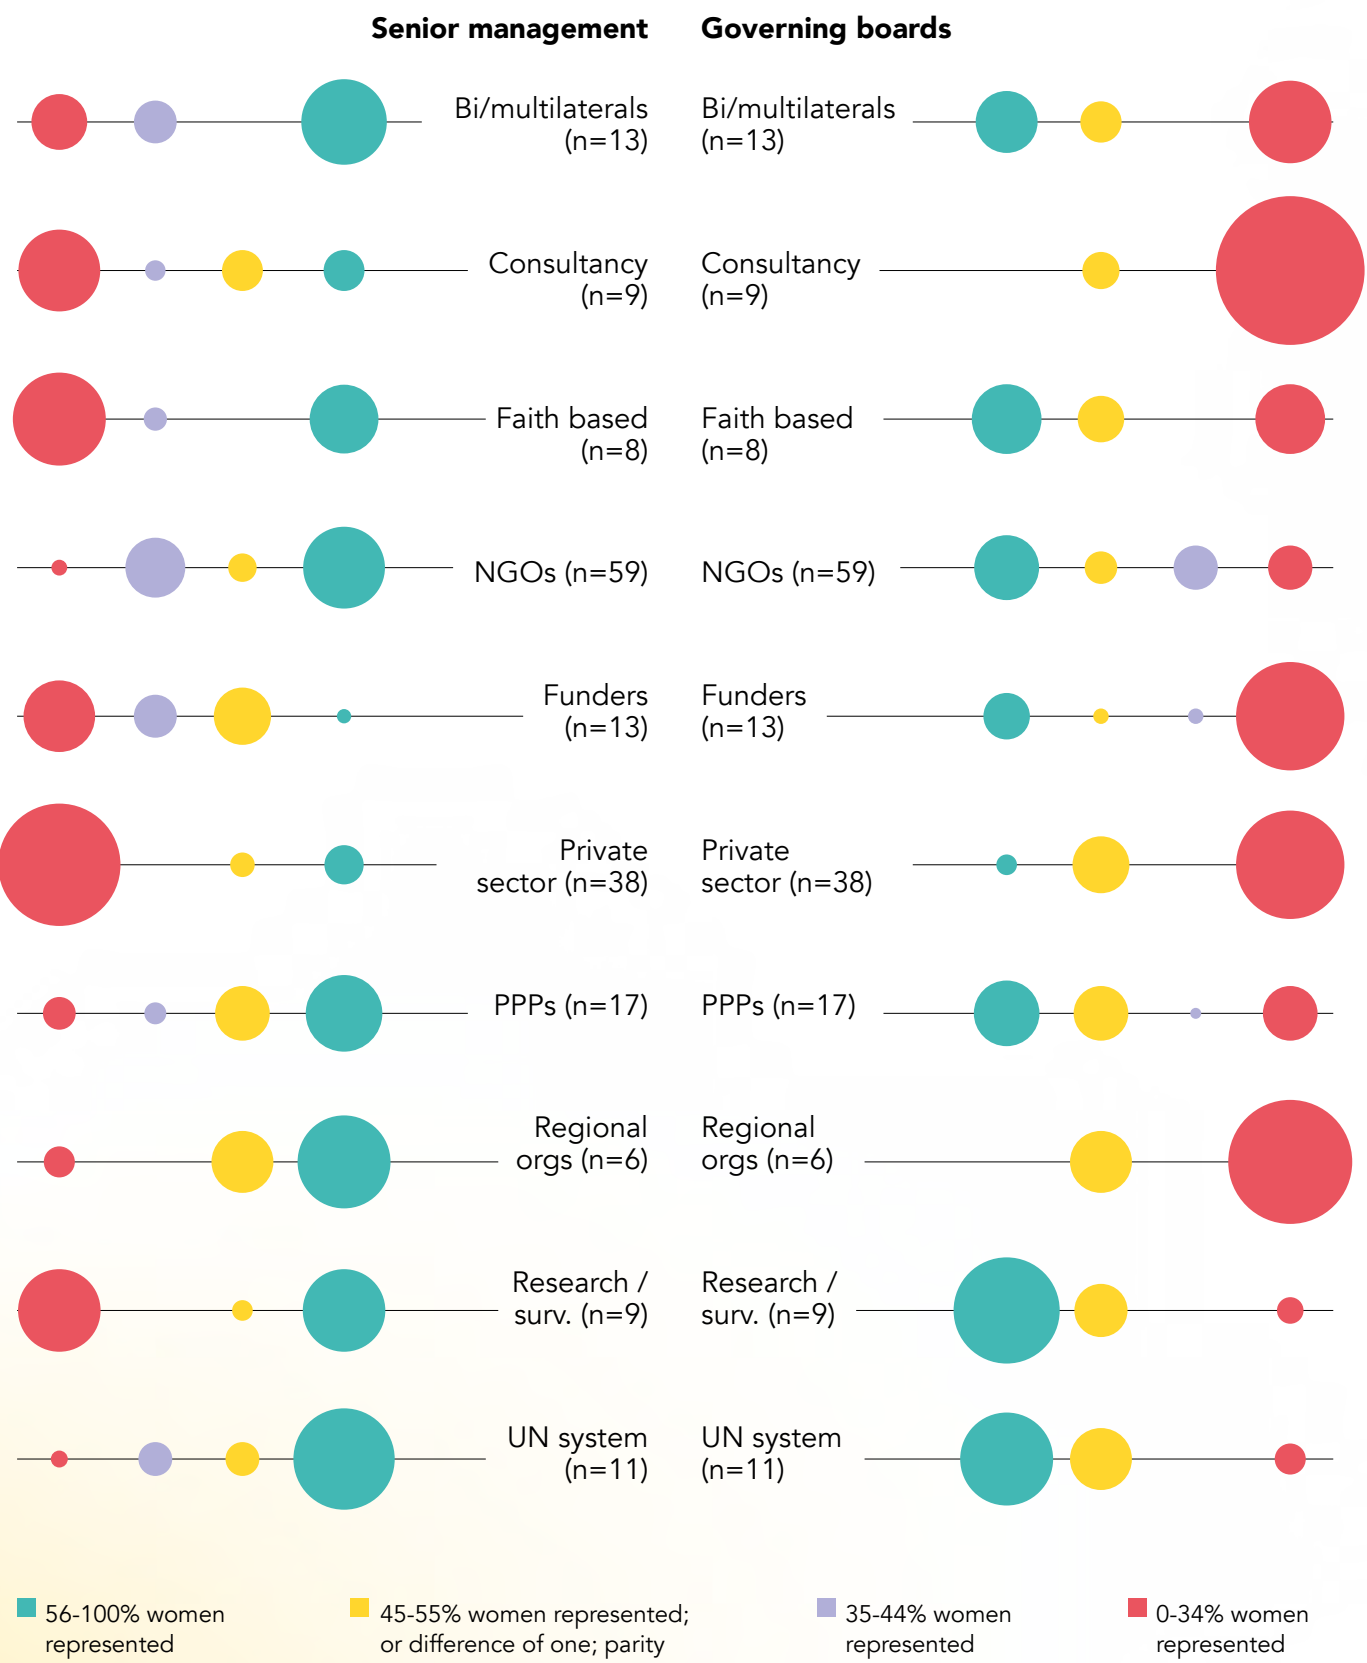 Senior management
Governing boards
Bi/multilaterals
(n=13)
Bi/multilaterals
(n=13)
Consultancy
(n=9)
Consultancy
(n=9)
Faith based
(n=8)
Faith based
(n=8)
NGOs (n=59)
NGOs (n=59)
Funders
(n=13)
Funders
(n=13)
Private
sector (n=38)
Private
sector (n=38)
PPPs (n=17)
PPPs (n=17)
Regional
orgs (n=6)
Regional
orgs (n=6)
Research /
surv. (n=9)
Research /
surv. (n=9)
UN system
(n=11)
UN system
(n=11)
56-100% women
represented
45-55% women represented;
or difference of one; parity
35-44% women
represented
0-34% women
represented